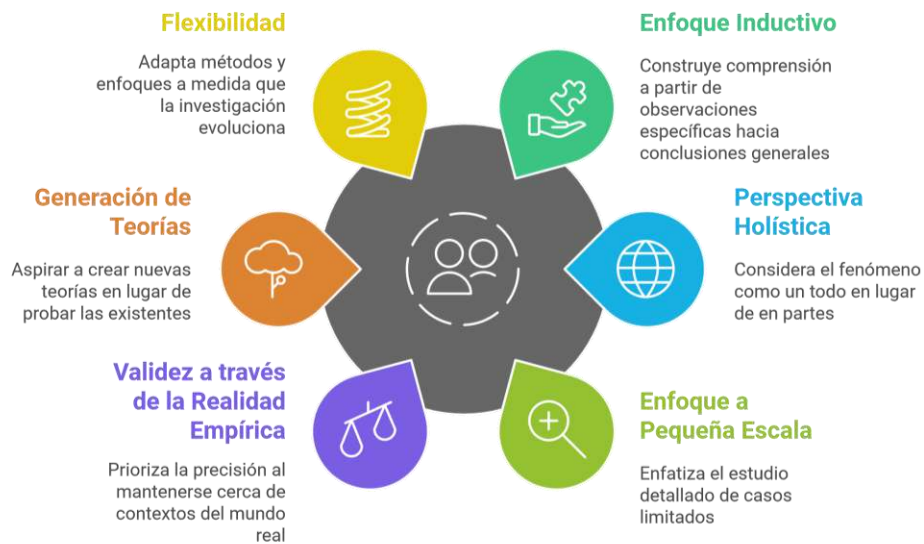 Flexibilidad
Adapta métodos y
enfoques a medida que
la investigación
evoluciona
Enfoque Inductivo
Construye comprensión
a partir de
observaciones
específicas hacia
conclusiones generales
Generación de
Teorías
Aspirar a crear nuevas
teorías en lugar de
probar las existentes
Perspectiva
Holística
Considera el fenómeno
como un todo en lugar
de en partes
Validez a través
de la Realidad
Empírica
Prioriza la precisión al
mantenerse cerca de
contextos del mundo
real
Enfoque a
Pequeña Escala
Enfatiza el estudio
detallado de casos
limitados